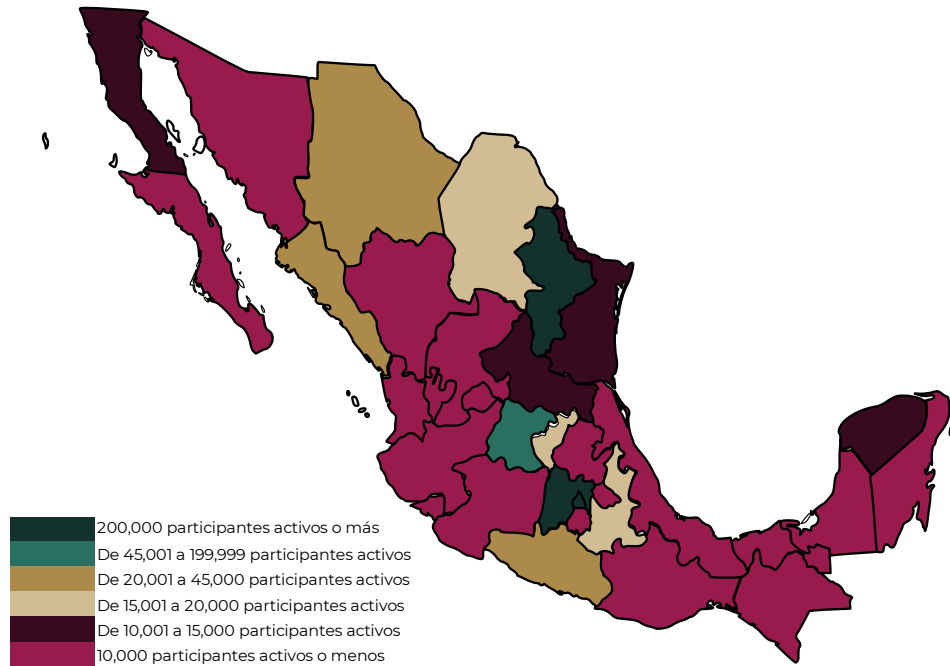 200,000 participantes activos o más
De 45,001 a 199,999 participantes activos
De 20,001 a 45,000 participantes activos
De 15,001 a 20,000 participantes activos
De 10,001 a 15,000 participantes activos
10,000 participantes activos o menos